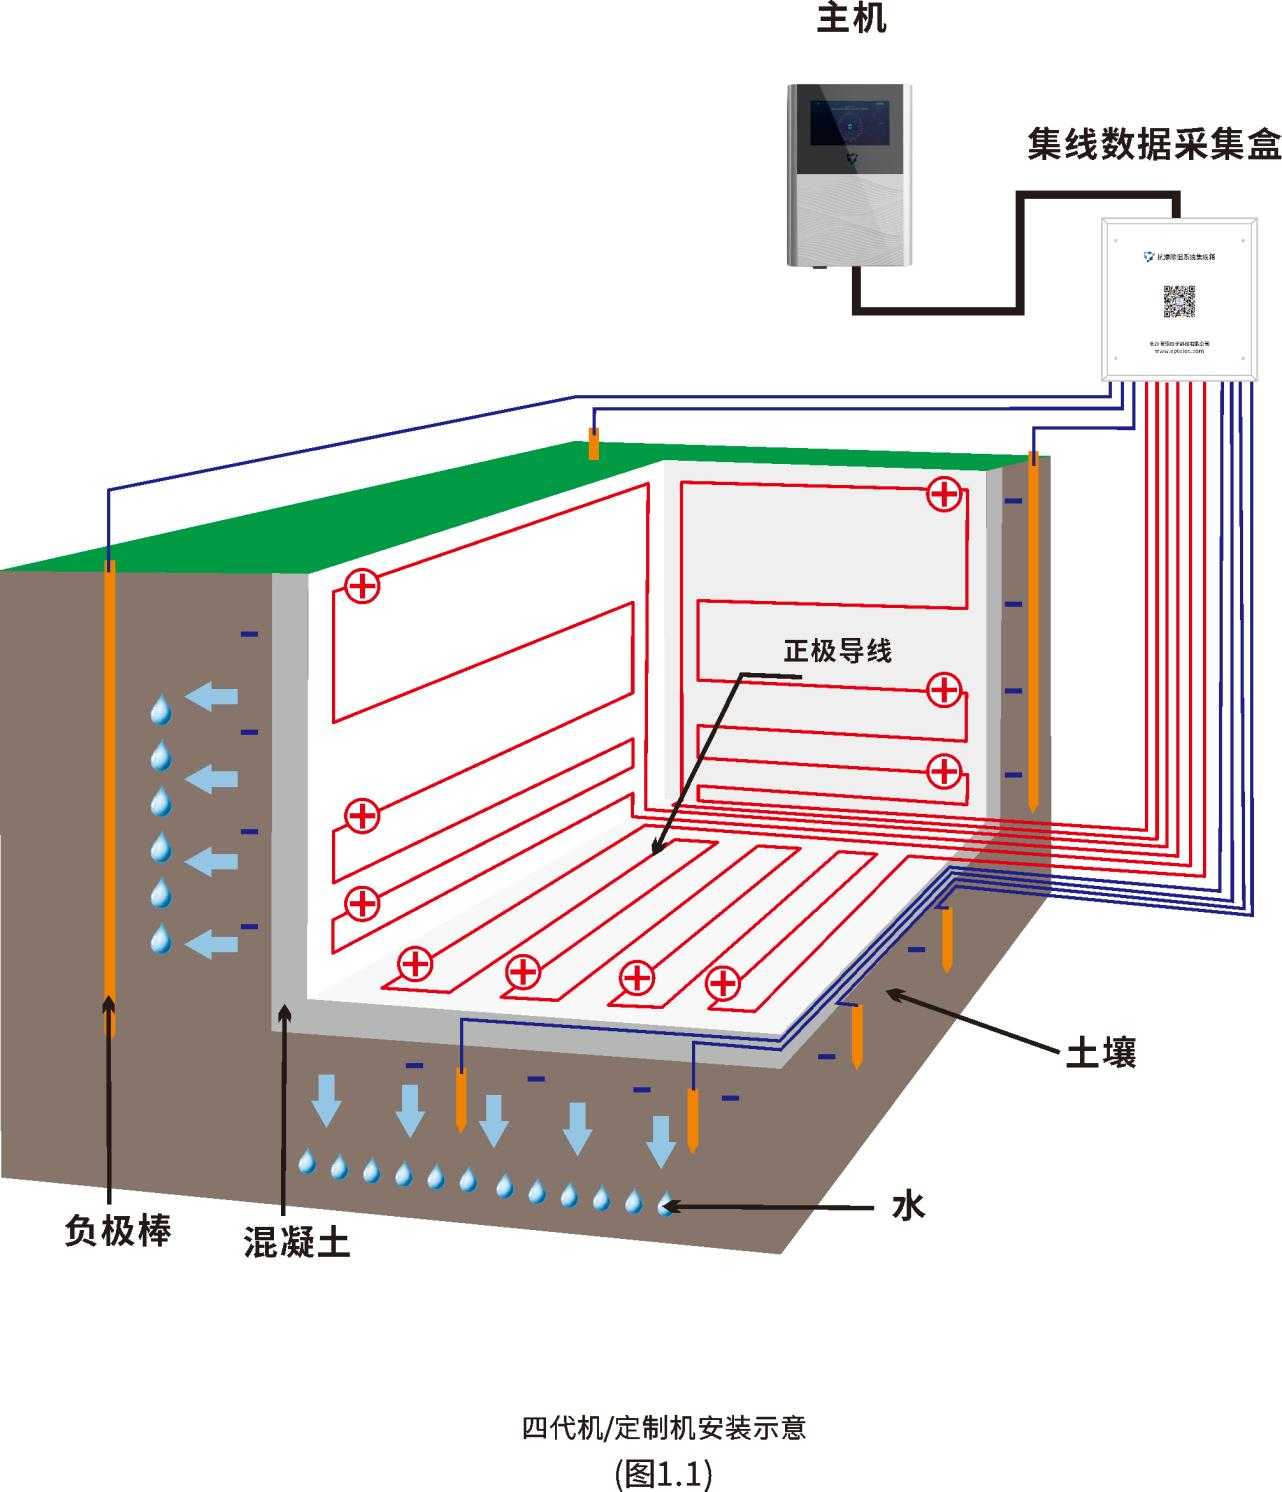 主机
集线数据采集盒
正极导线
土壤
水
负极棒
混凝土
四代机/定制机安装示意
(图1.1)